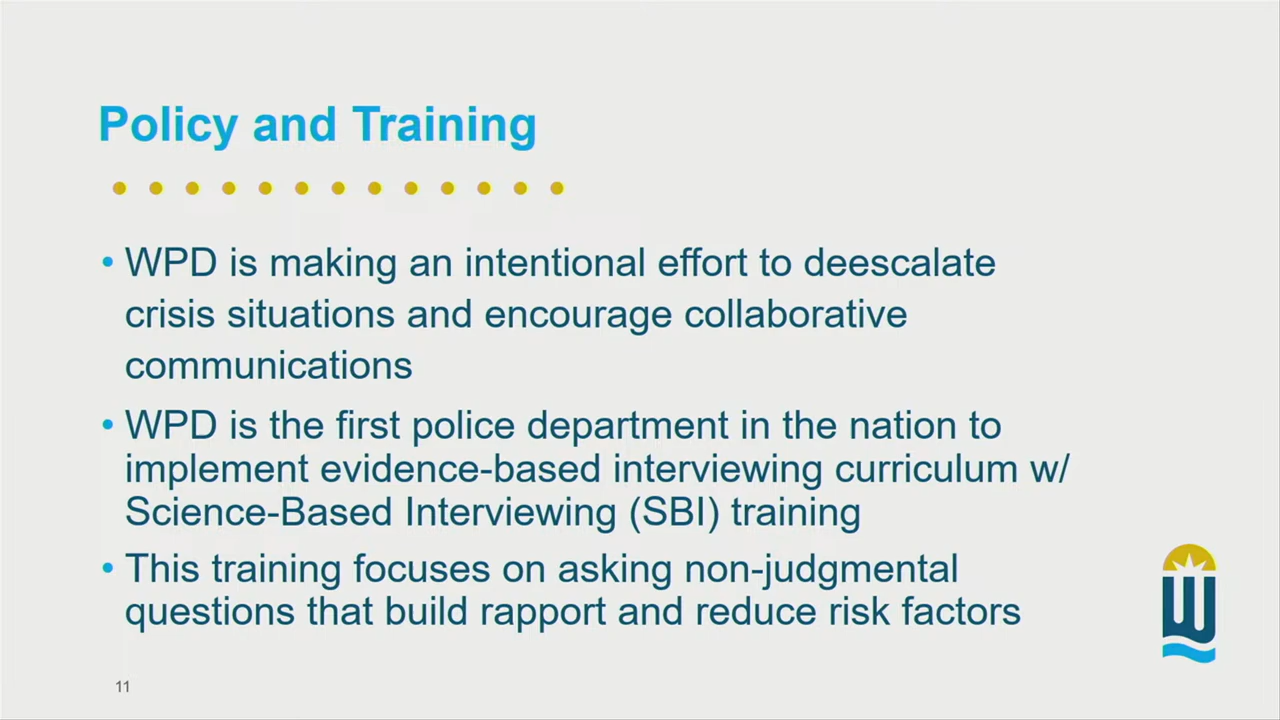 Policy and Training
• WPD is making an intentional effort to deescalate
crisis situations and encourage collaborative
communications
• WPD is the first police department in the nation to
implement evidence-based interviewing curriculum w/
Science-Based Interviewing (SBI) training
• This training focuses on asking non-judgmental
questions that build rapport and reduce risk factors
W
11